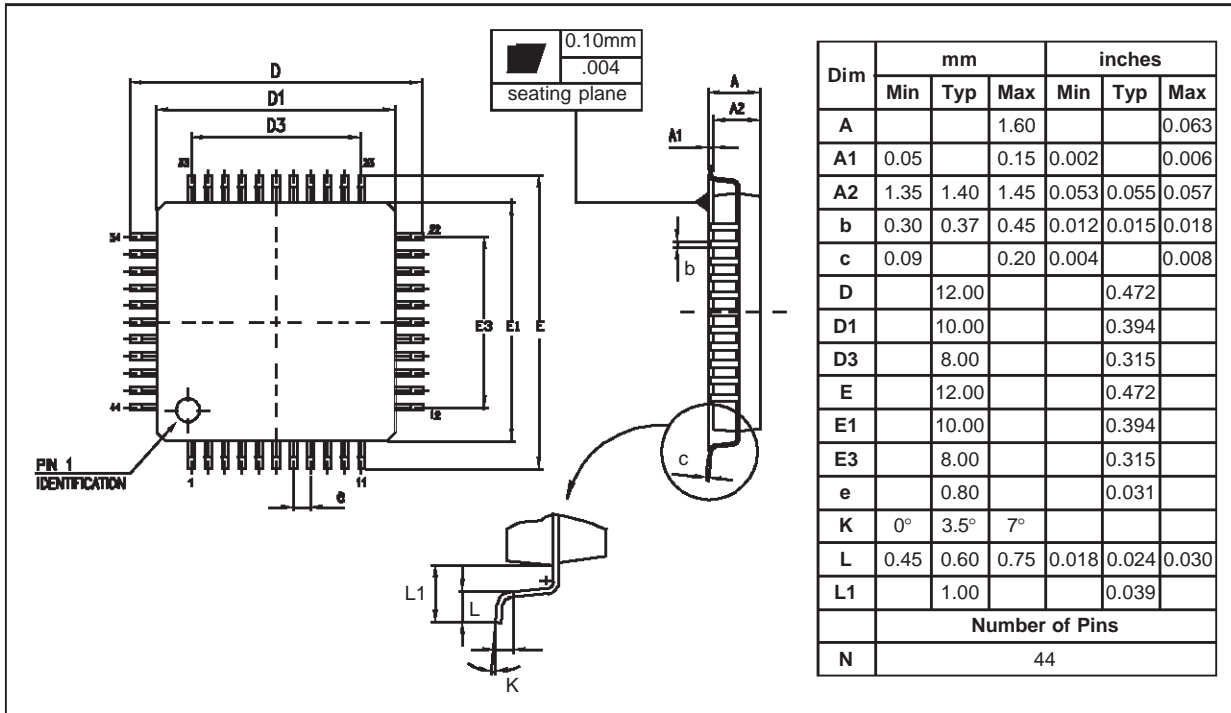 0.10mm
.004
seating plane
D
D1
D3
A
A2
A1
33
23
34
22
b
E3
E1
E
44
12
PIN 1
IDENTIFICATION
1
11
e
c
L1
L
K
Dim mm inches
Min Typ Max Min Typ Max
A 1.60 0.063
A1 0.05 0.15 0.002 0.006
A2 1.35 1.40 1.45 0.053 0.055 0.057
b 0.30 0.37 0.45 0.012 0.015 0.018
c 0.09 0.20 0.004 0.008
D 12.00 0.472
D1 10.00 0.394
D3 8.00 0.315
E 12.00 0.472
E1 10.00 0.394
E3 8.00 0.315
e 0.80 0.031
K 0° 3.5° 7°
L 0.45 0.60 0.75 0.018 0.024 0.030
L1 1.00 0.039
Number of Pins
N 44